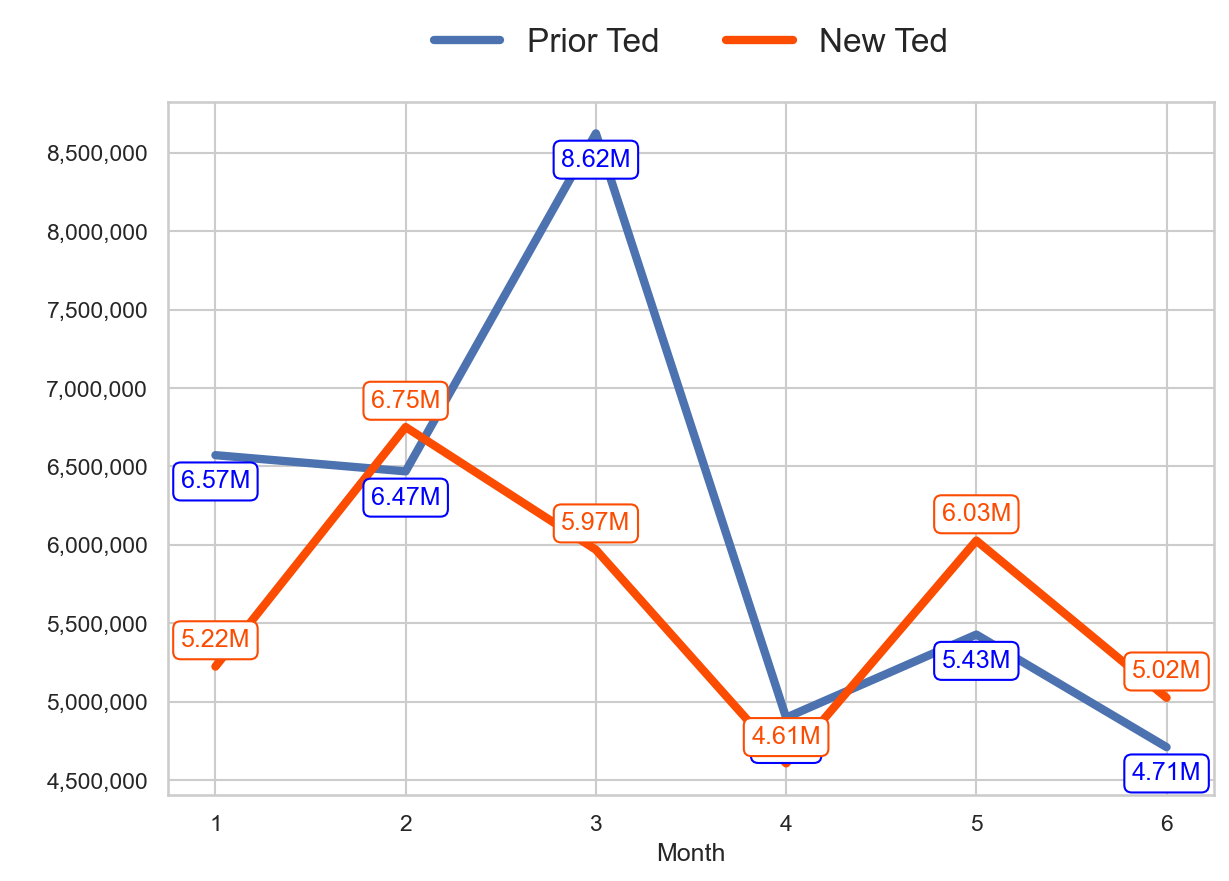 Prior Ted New Ted
8,500,000
8.62M
8,000,000
7,500,000
7,000,000
6.75M
6,500,000
6.57M
6.47M
6,000,000
5.97M
6.03M
5,500,000
5.22M
5.43M
5.02M
5,000,000
4.61M
4.71M
4,500,000
1 2 3 4 5 6
Month